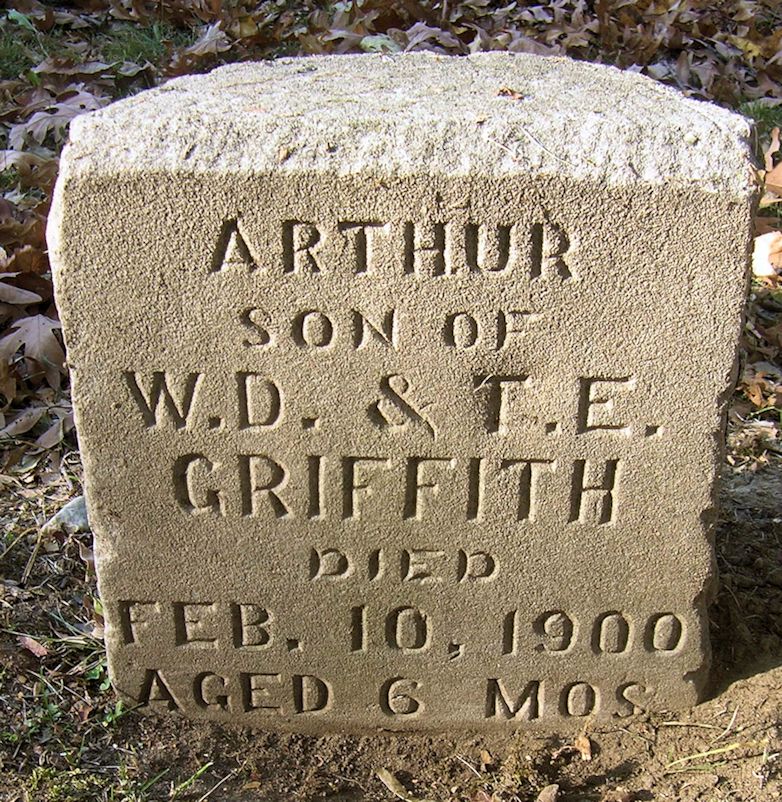 ARTHUR
SON OF
W.D. & T.E.
GRIFFITH
DIED
FEB. 10, 1900
AGED 6 MOS